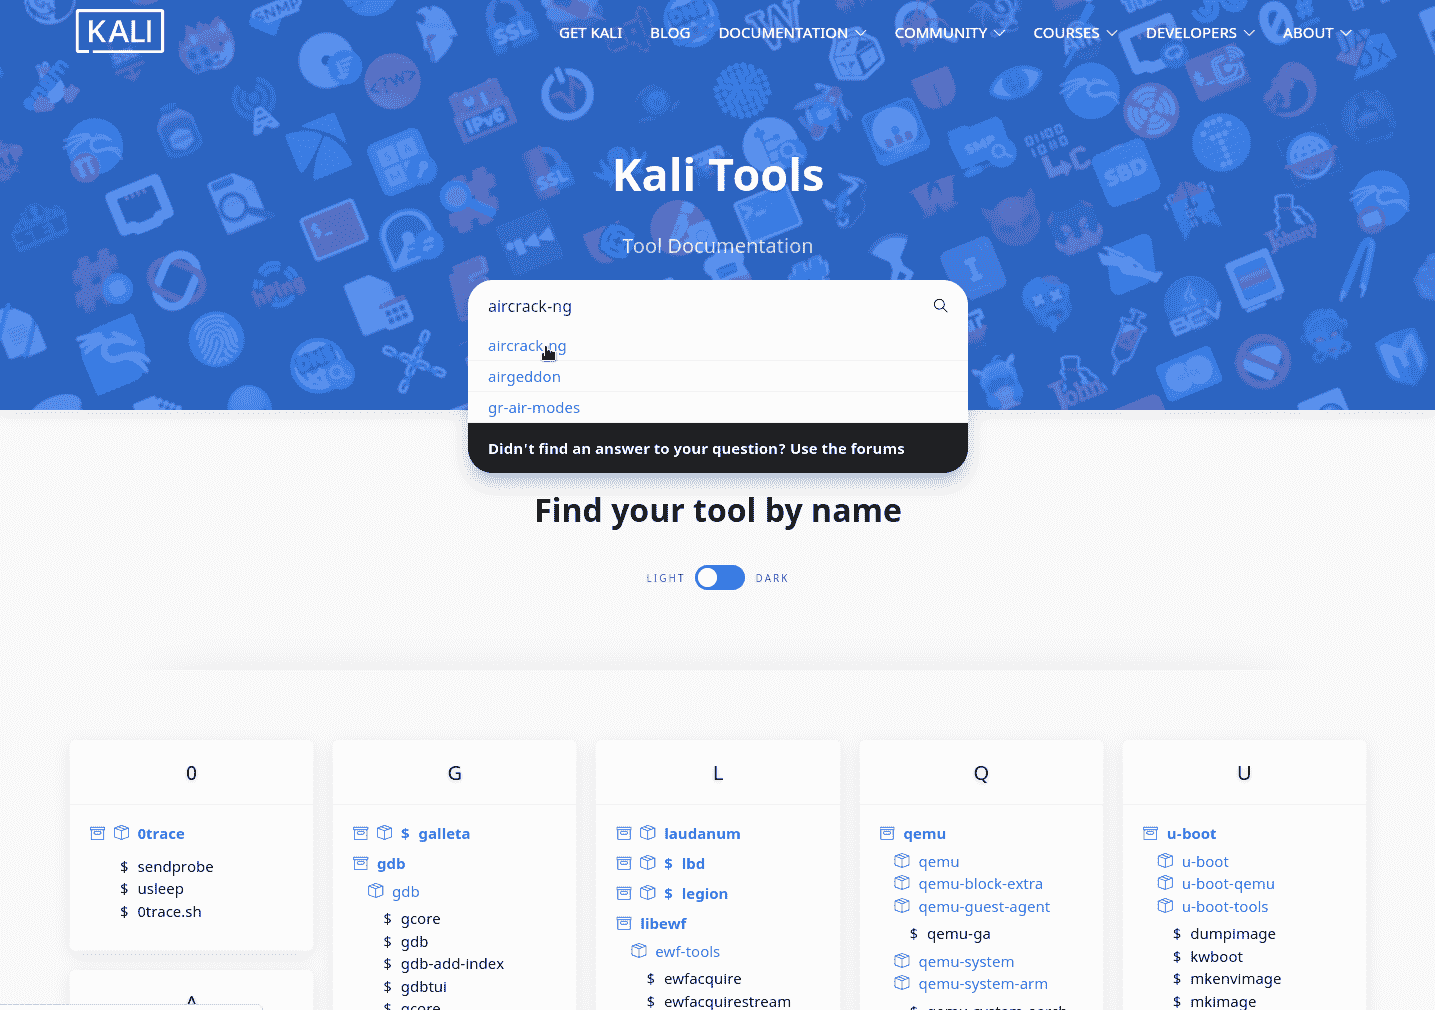 KALI
GET KALI BLOG DOCUMENTATION COMMUNITY COURSES DEVELOPERS ABOUT
Kali Tools
Tool Documentation
aircrack-ng
aircrack-ng
airgeddon
gr-air-modes
Didn't find an answer to your question? Use the forums
Find your tool by name
LIGHT DARK
0
0trace
$ sendprobe
$ usleep
$ 0trace.sh
A
G
$ galleta
gdb
gdb
$ gcore
$ gdb
$ gdb-add-index
$ gdbtui
gcore
L
laudanum
$ lbd
$ legion
libewf
ewf-tools
$ ewfacquire
$ ewfacquirestream
Q
qemu
qemu
qemu-block-extra
qemu-guest-agent
$ qemu-ga
qemu-system
qemu-system-arm
U
u-boot
u-boot
u-boot-qemu
u-boot-tools
$ dumpimage
$ kwboot
$ mkenvimage
$ mkimage